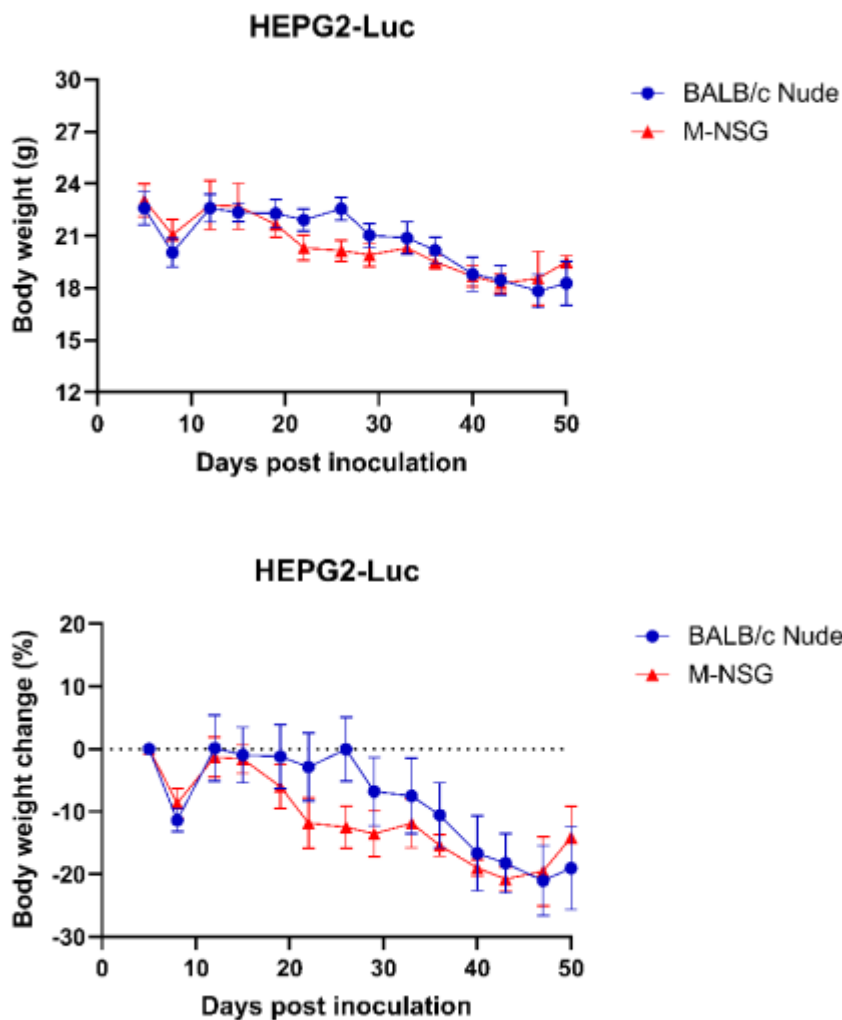 HEPG2-Luc
BALB/c Nude
M-NSG
Body weight (g)
30
27
24
21
18
15
12
0 10 20 30 40 50
Days post inoculation
HEPG2-Luc
BALB/c Nude
M-NSG
Body weight change (%)
20
10
0
-10
-20
-30
0 10 20 30 40 50
Days post inoculation